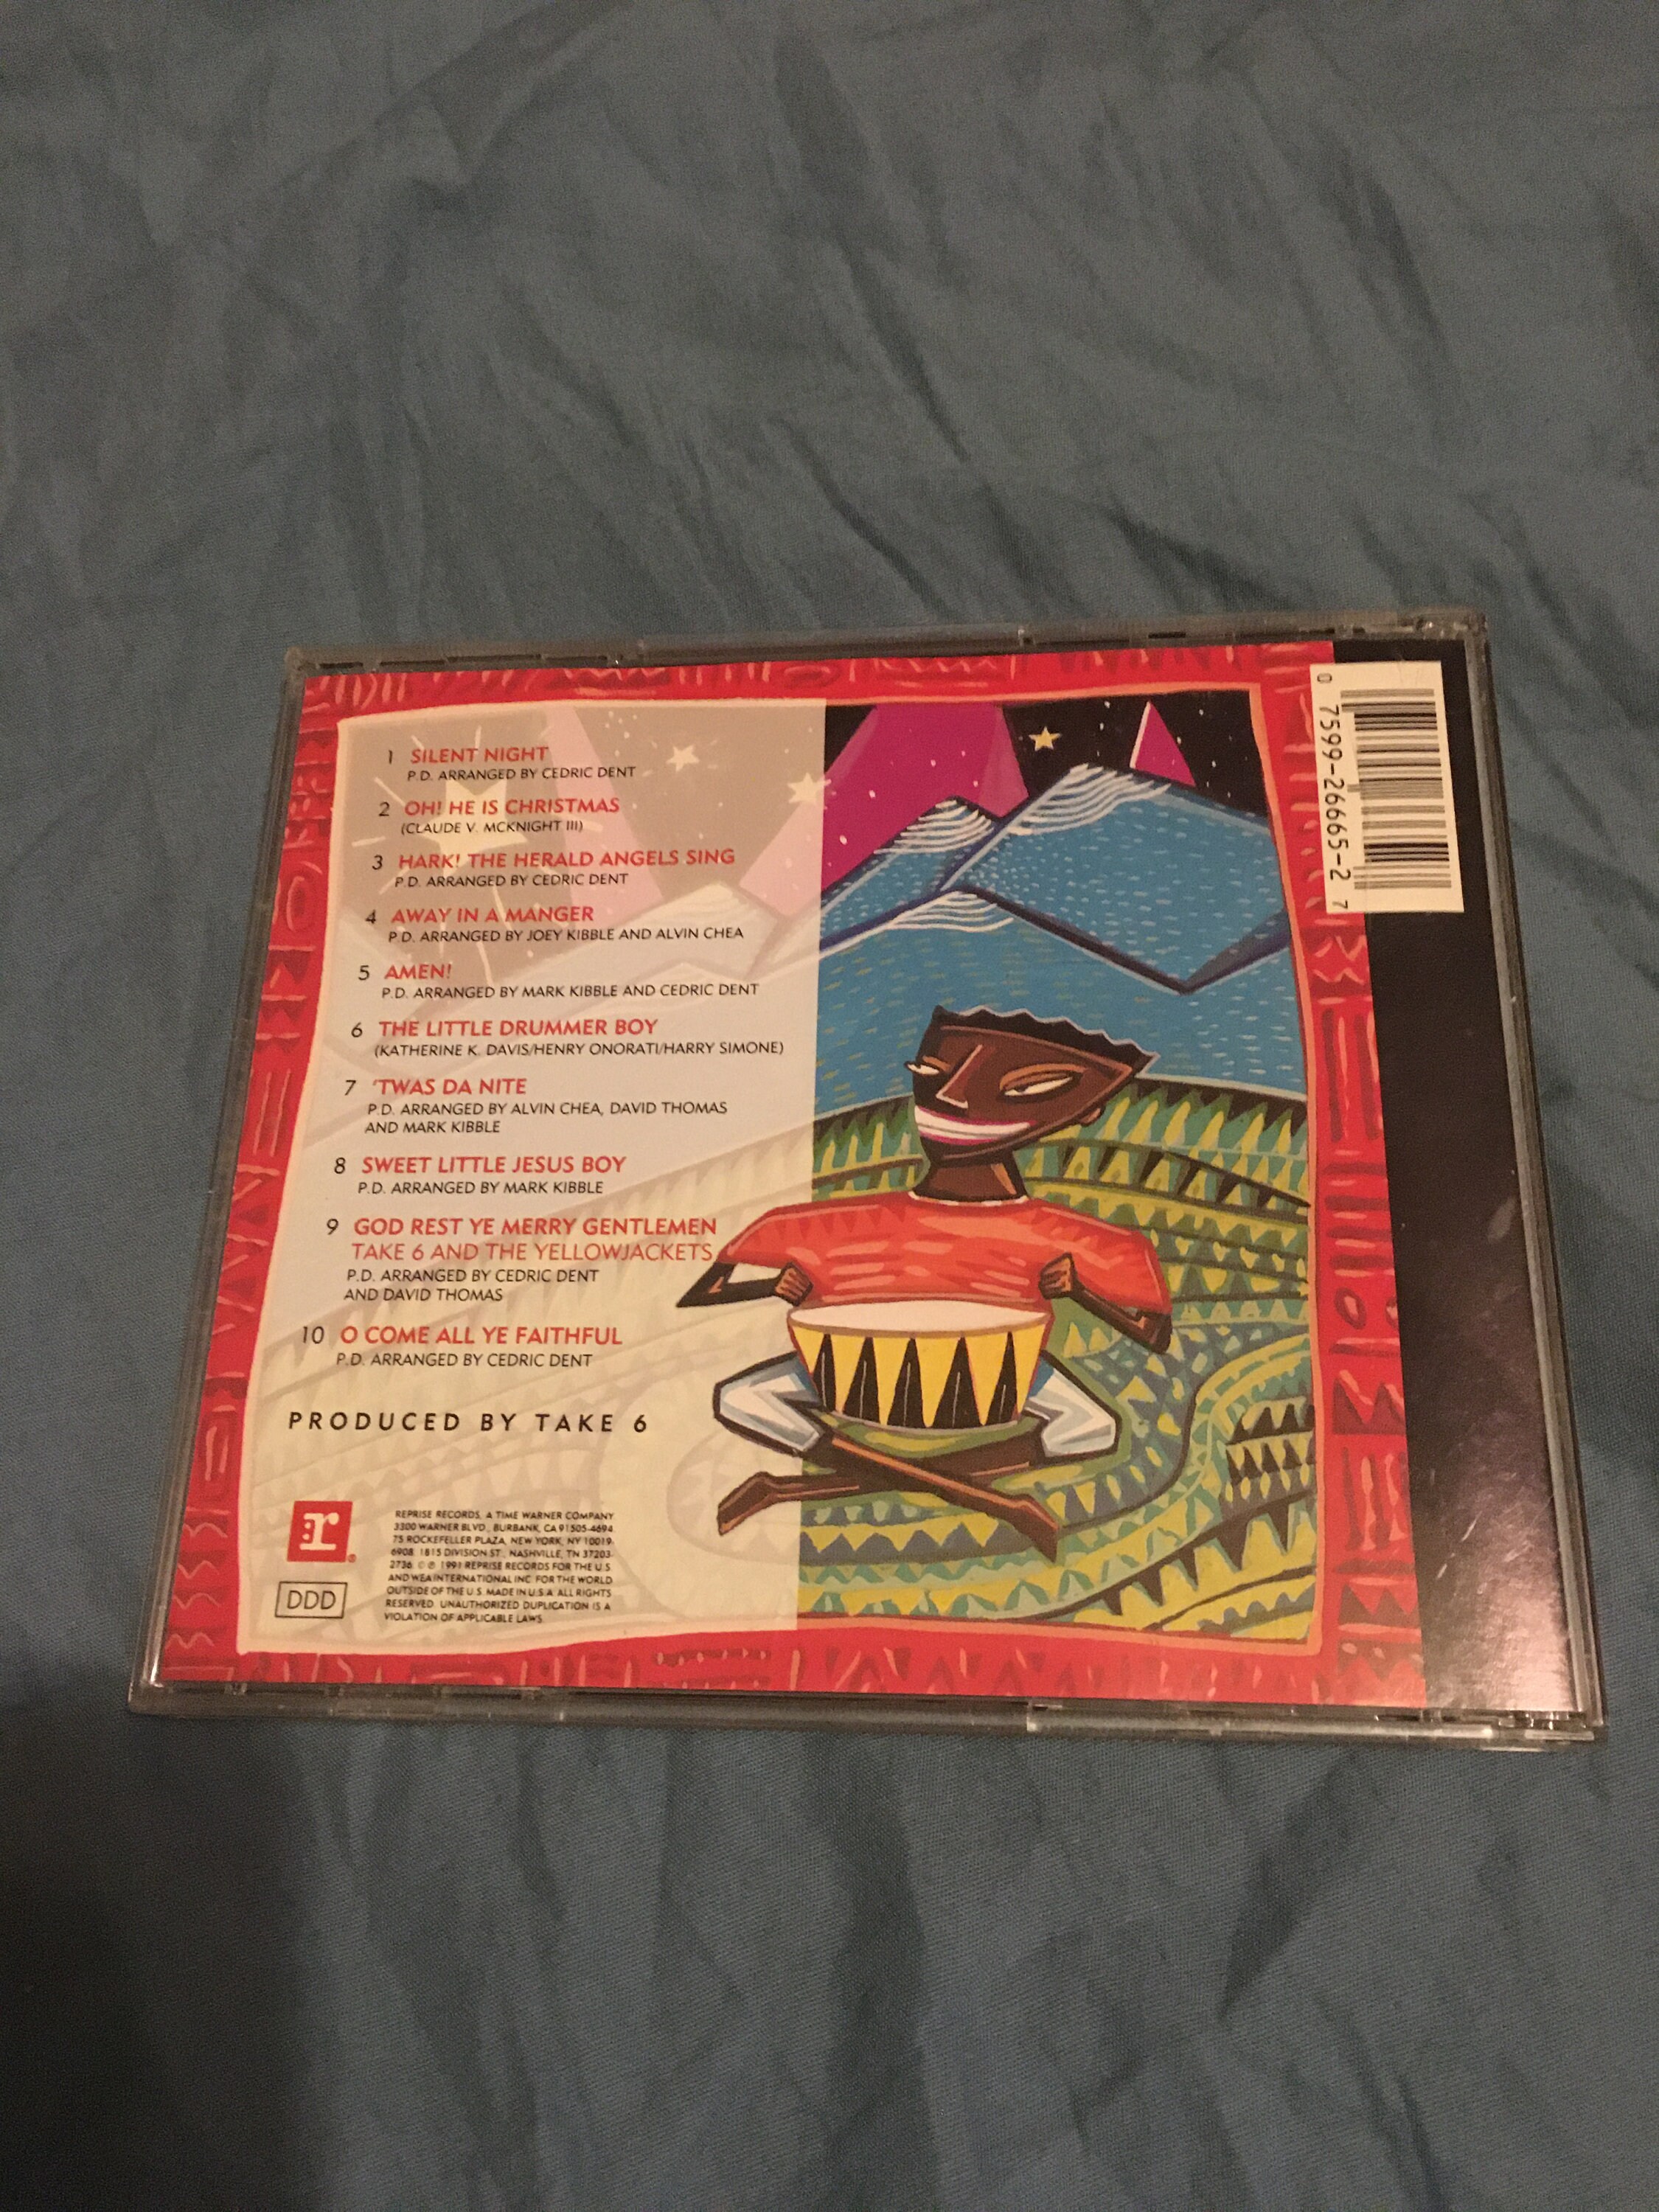 1 SILENT NIGHT
P.D. ARRANGED BY CEDRIC DENT
2 OH! HE IS CHRISTMAS
(CLAUDE V. MCKNIGHT III)
3 HARK! THE HERALD ANGELS SING
P.D. ARRANGED BY CEDRIC DENT
4 AWAY IN A MANGER
P.D. ARRANGED BY JOEY KIBBLE AND ALVIN CHEA
5 AMEN!
P.D. ARRANGED BY MARK KIBBLE AND CEDRIC DENT
6 THE LITTLE DRUMMER BOY
(KATHERINE K. DAVIS/HENRY ONORATI/HARRY SIMONE)
7 'TWAS DA NITE
P.D. ARRANGED BY ALVIN CHEA, DAVID THOMAS
AND MARK KIBBLE
8 SWEET LITTLE JESUS BOY
P.D. ARRANGED BY MARK KIBBLE
9 GOD REST YE MERRY GENTLEMEN
TAKE 6 AND THE YELLOWJACKETS
P.D. ARRANGED BY CEDRIC DENT
AND DAVID THOMAS
10 O COME ALL YE FAITHFUL
P.D. ARRANGED BY CEDRIC DENT
PRODUCED BY TAKE 6
r®
DDD
REPRISE RECORDS, A TIME WARNER COMPANY
3300 WARNER BLVD., BURBANK, CA 91505-4694
75 ROCKEFELLER PLAZA, NEW YORK, NY 10019-
6908. 1815 DIVISION ST., NASHVILLE, TN 37203-
2736. © ℗ 1991 REPRISE RECORDS FOR THE U.S.
AND WEA INTERNATIONAL INC. FOR THE WORLD
OUTSIDE OF THE U.S. MADE IN U.S.A. ALL RIGHTS
RESERVED. UNAUTHORIZED DUPLICATION IS A
VIOLATION OF APPLICABLE LAWS.
0 7599-26665-2 7